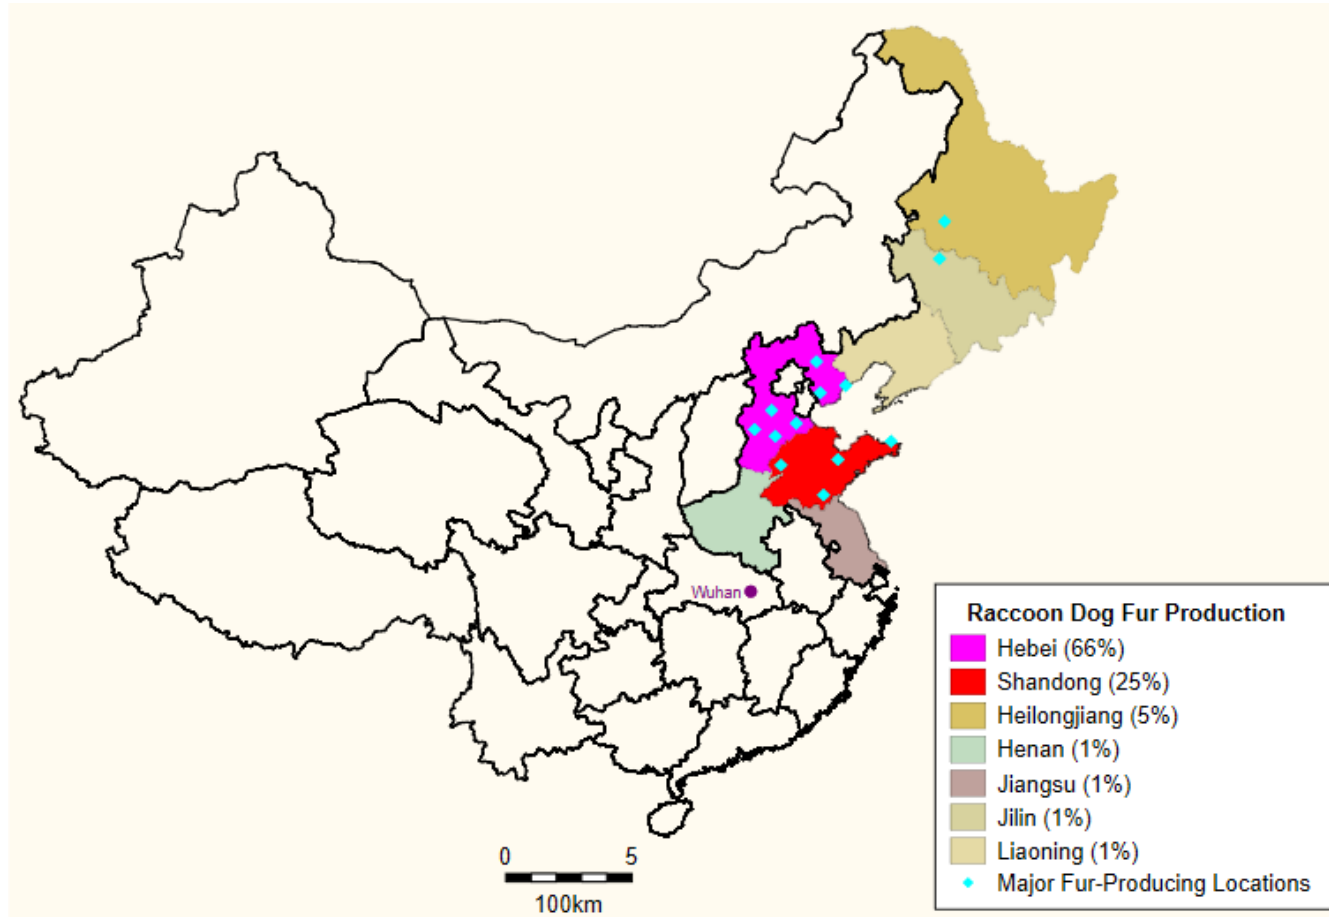 Wuhan
Raccoon Dog Fur Production
Hebei (66%)
Shandong (25%)
Heilongjiang (5%)
Henan (1%)
Jiangsu (1%)
Jilin (1%)
Liaoning (1%)
Major Fur-Producing Locations
0 5
100km